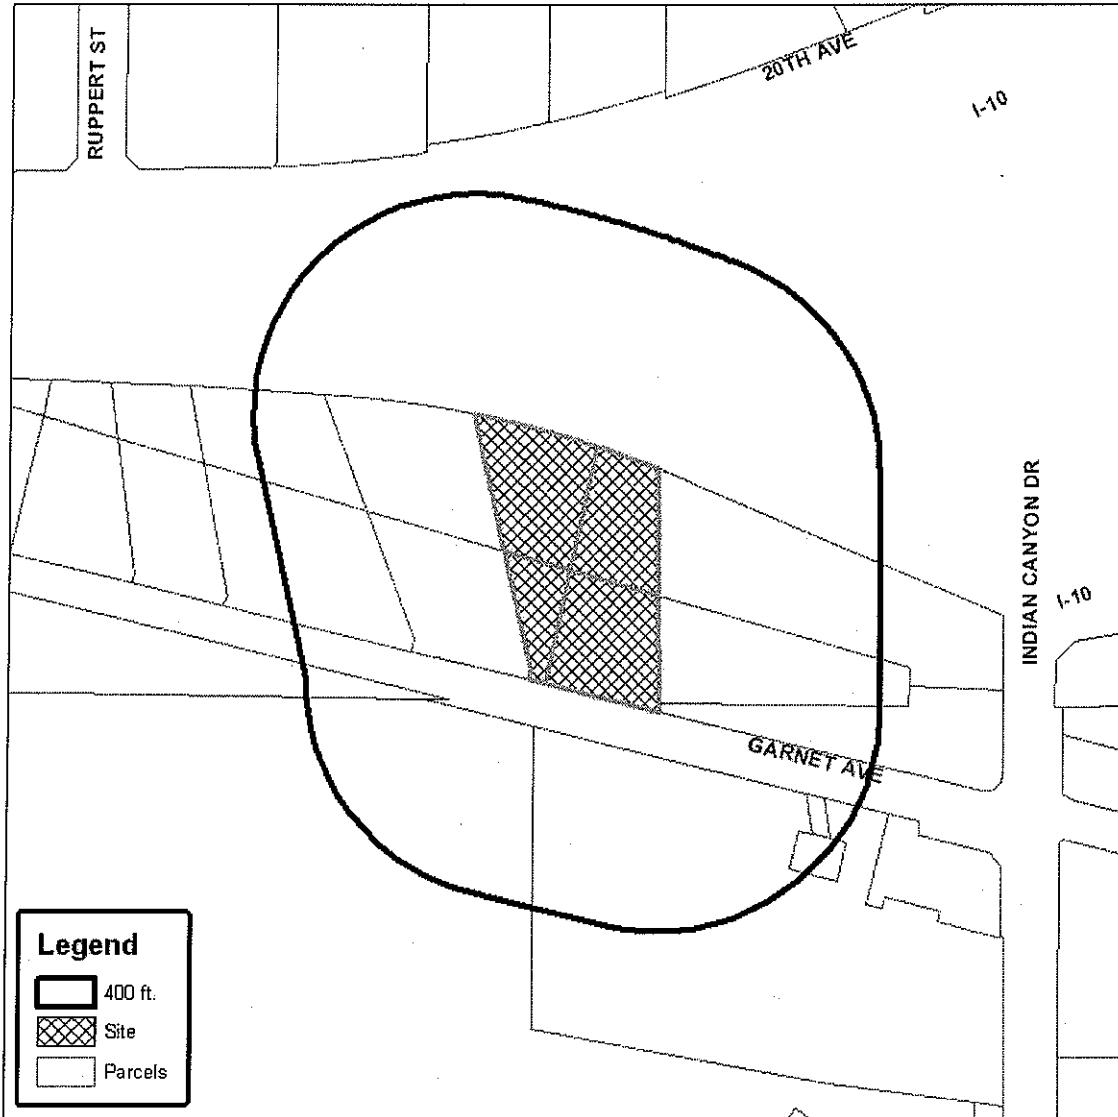 RUPPERT ST
20TH AVE
I-10
INDIAN CANYON DR
I-10
GARNET AVE
Legend
400 ft.
Site
Parcels